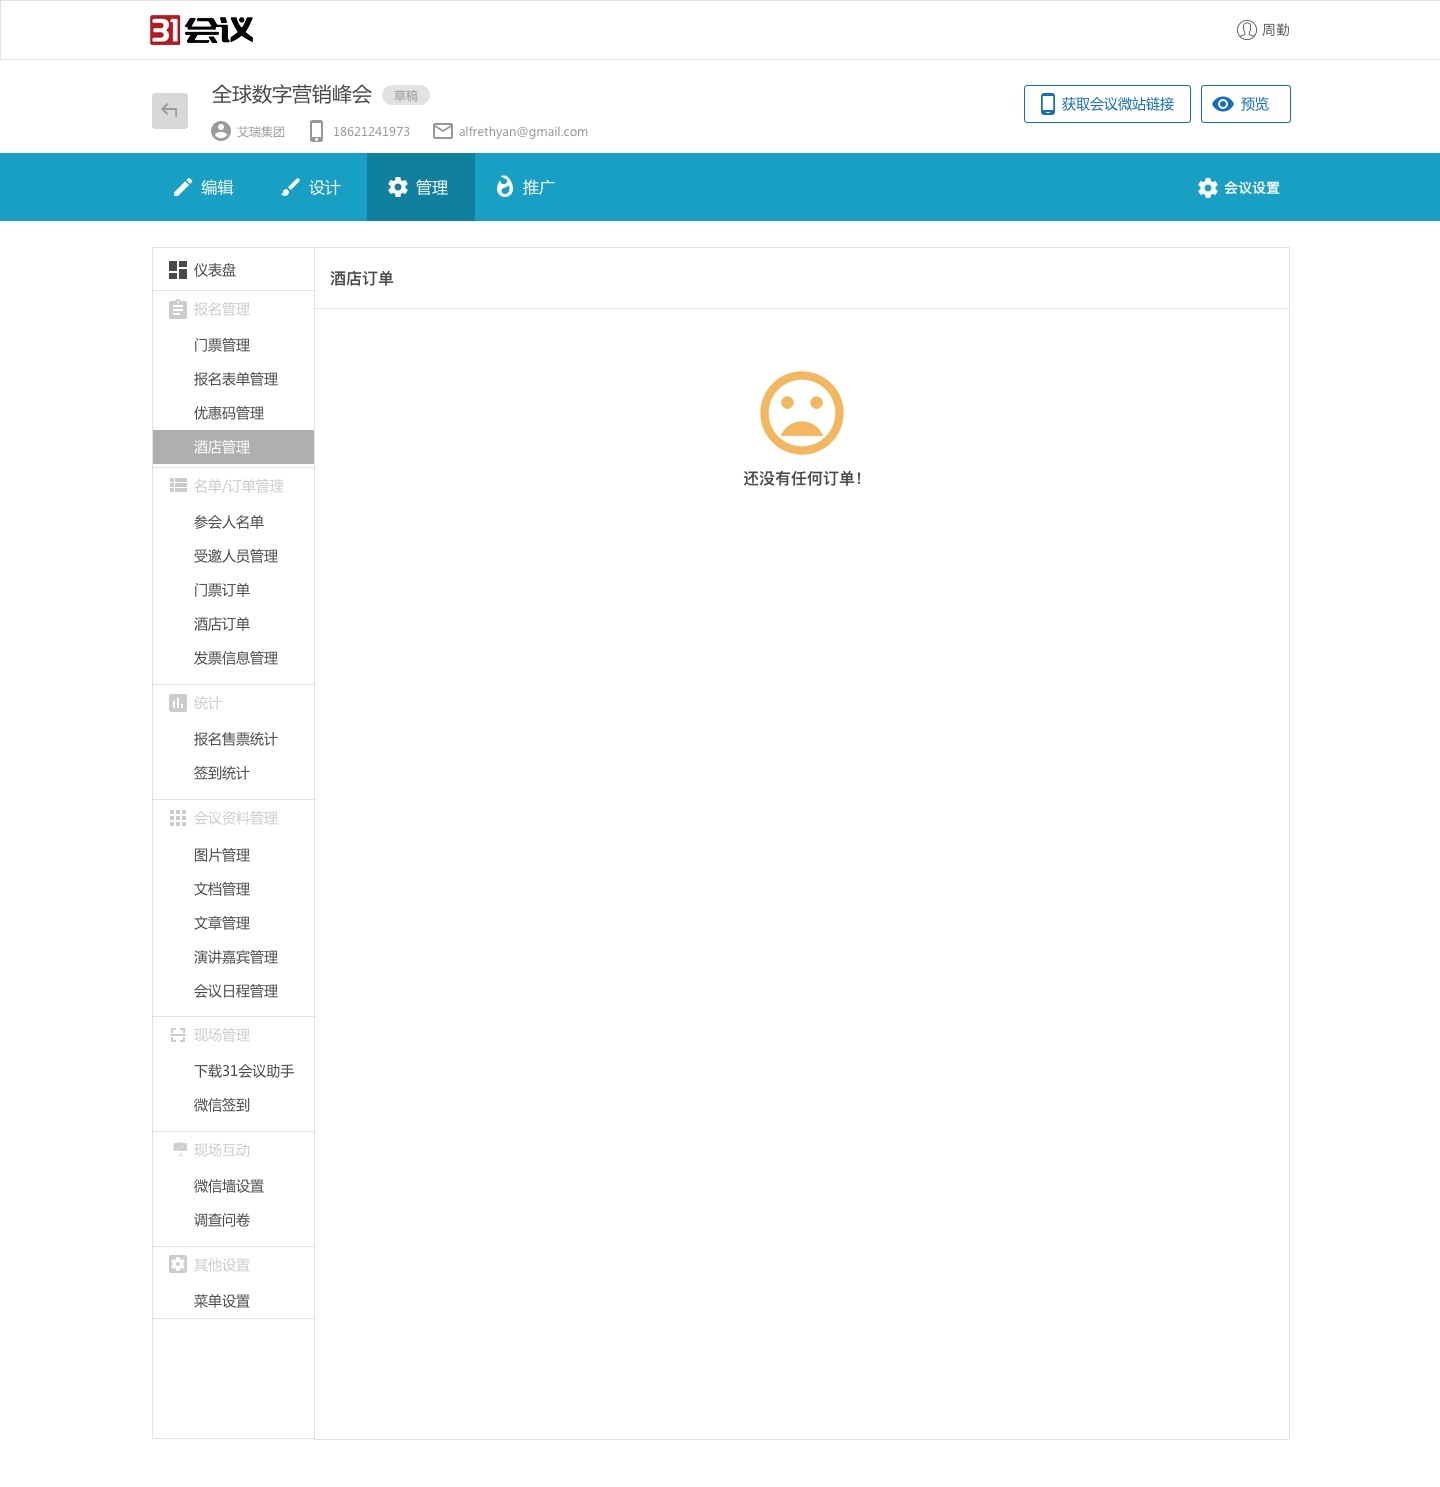 31会议
周勤
全球数字营销峰会 草稿
艾瑞集团 18621241973 alfrethyan@gmail.com
获取会议微站链接 预览
编辑 设计 管理 推广 会议设置
仪表盘
报名管理
门票管理
报名表单管理
优惠码管理
酒店管理
名单/订单管理
参会人名单
受邀人员管理
门票订单
酒店订单
发票信息管理
统计
报名售票统计
签到统计
会议资料管理
图片管理
文档管理
文章管理
演讲嘉宾管理
会议日程管理
现场管理
下载31会议助手
微信签到
现场互动
微信墙设置
调查问卷
其他设置
菜单设置
酒店订单
还没有任何订单！